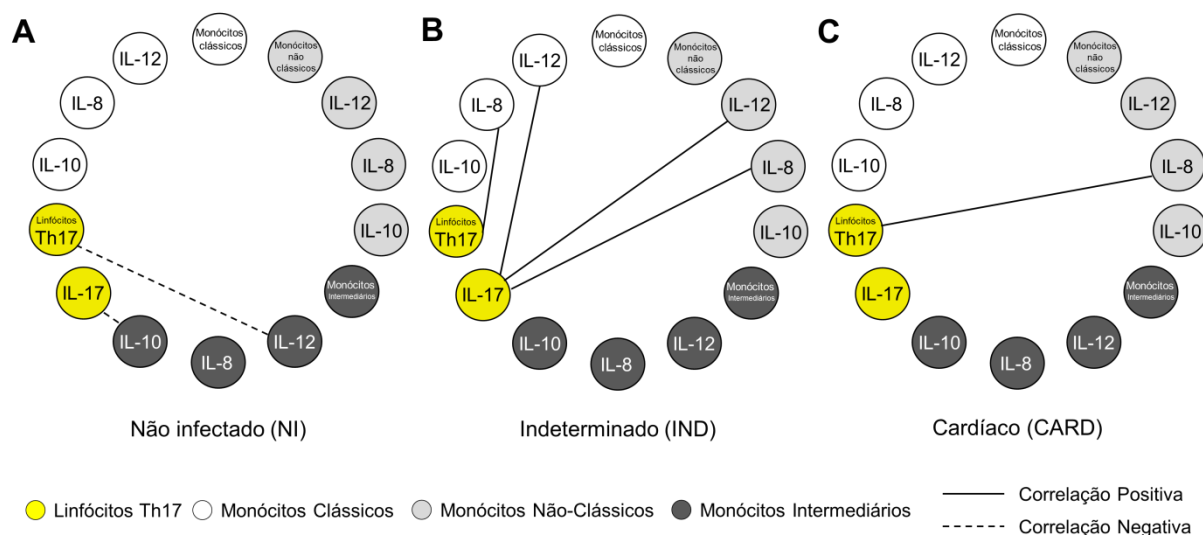 A
Monócitos
clássicos
Monócitos
não
clássicos
IL-12
IL-8
IL-10
Monócitos
Intermediários
IL-12
IL-8
IL-10
IL-17
Linfócitos
Th17
IL-10
IL-8
IL-12
Não infectado (NI)
B
Monócitos
clássicos
Monócitos
não
clássicos
IL-12
IL-8
IL-10
Monócitos
Intermediários
IL-12
IL-8
IL-10
IL-17
Linfócitos
Th17
IL-10
IL-8
IL-12
Indeterminado (IND)
C
Monócitos
clássicos
Monócitos
não
clássicos
IL-12
IL-8
IL-10
Monócitos
Intermediários
IL-12
IL-8
IL-10
IL-17
Linfócitos
Th17
IL-10
IL-8
IL-12
Cardíaco (CARD)
Linfócitos Th17
Monócitos Clássicos
Monócitos Não-Clássicos
Monócitos Intermediários
Correlação Positiva
Correlação Negativa